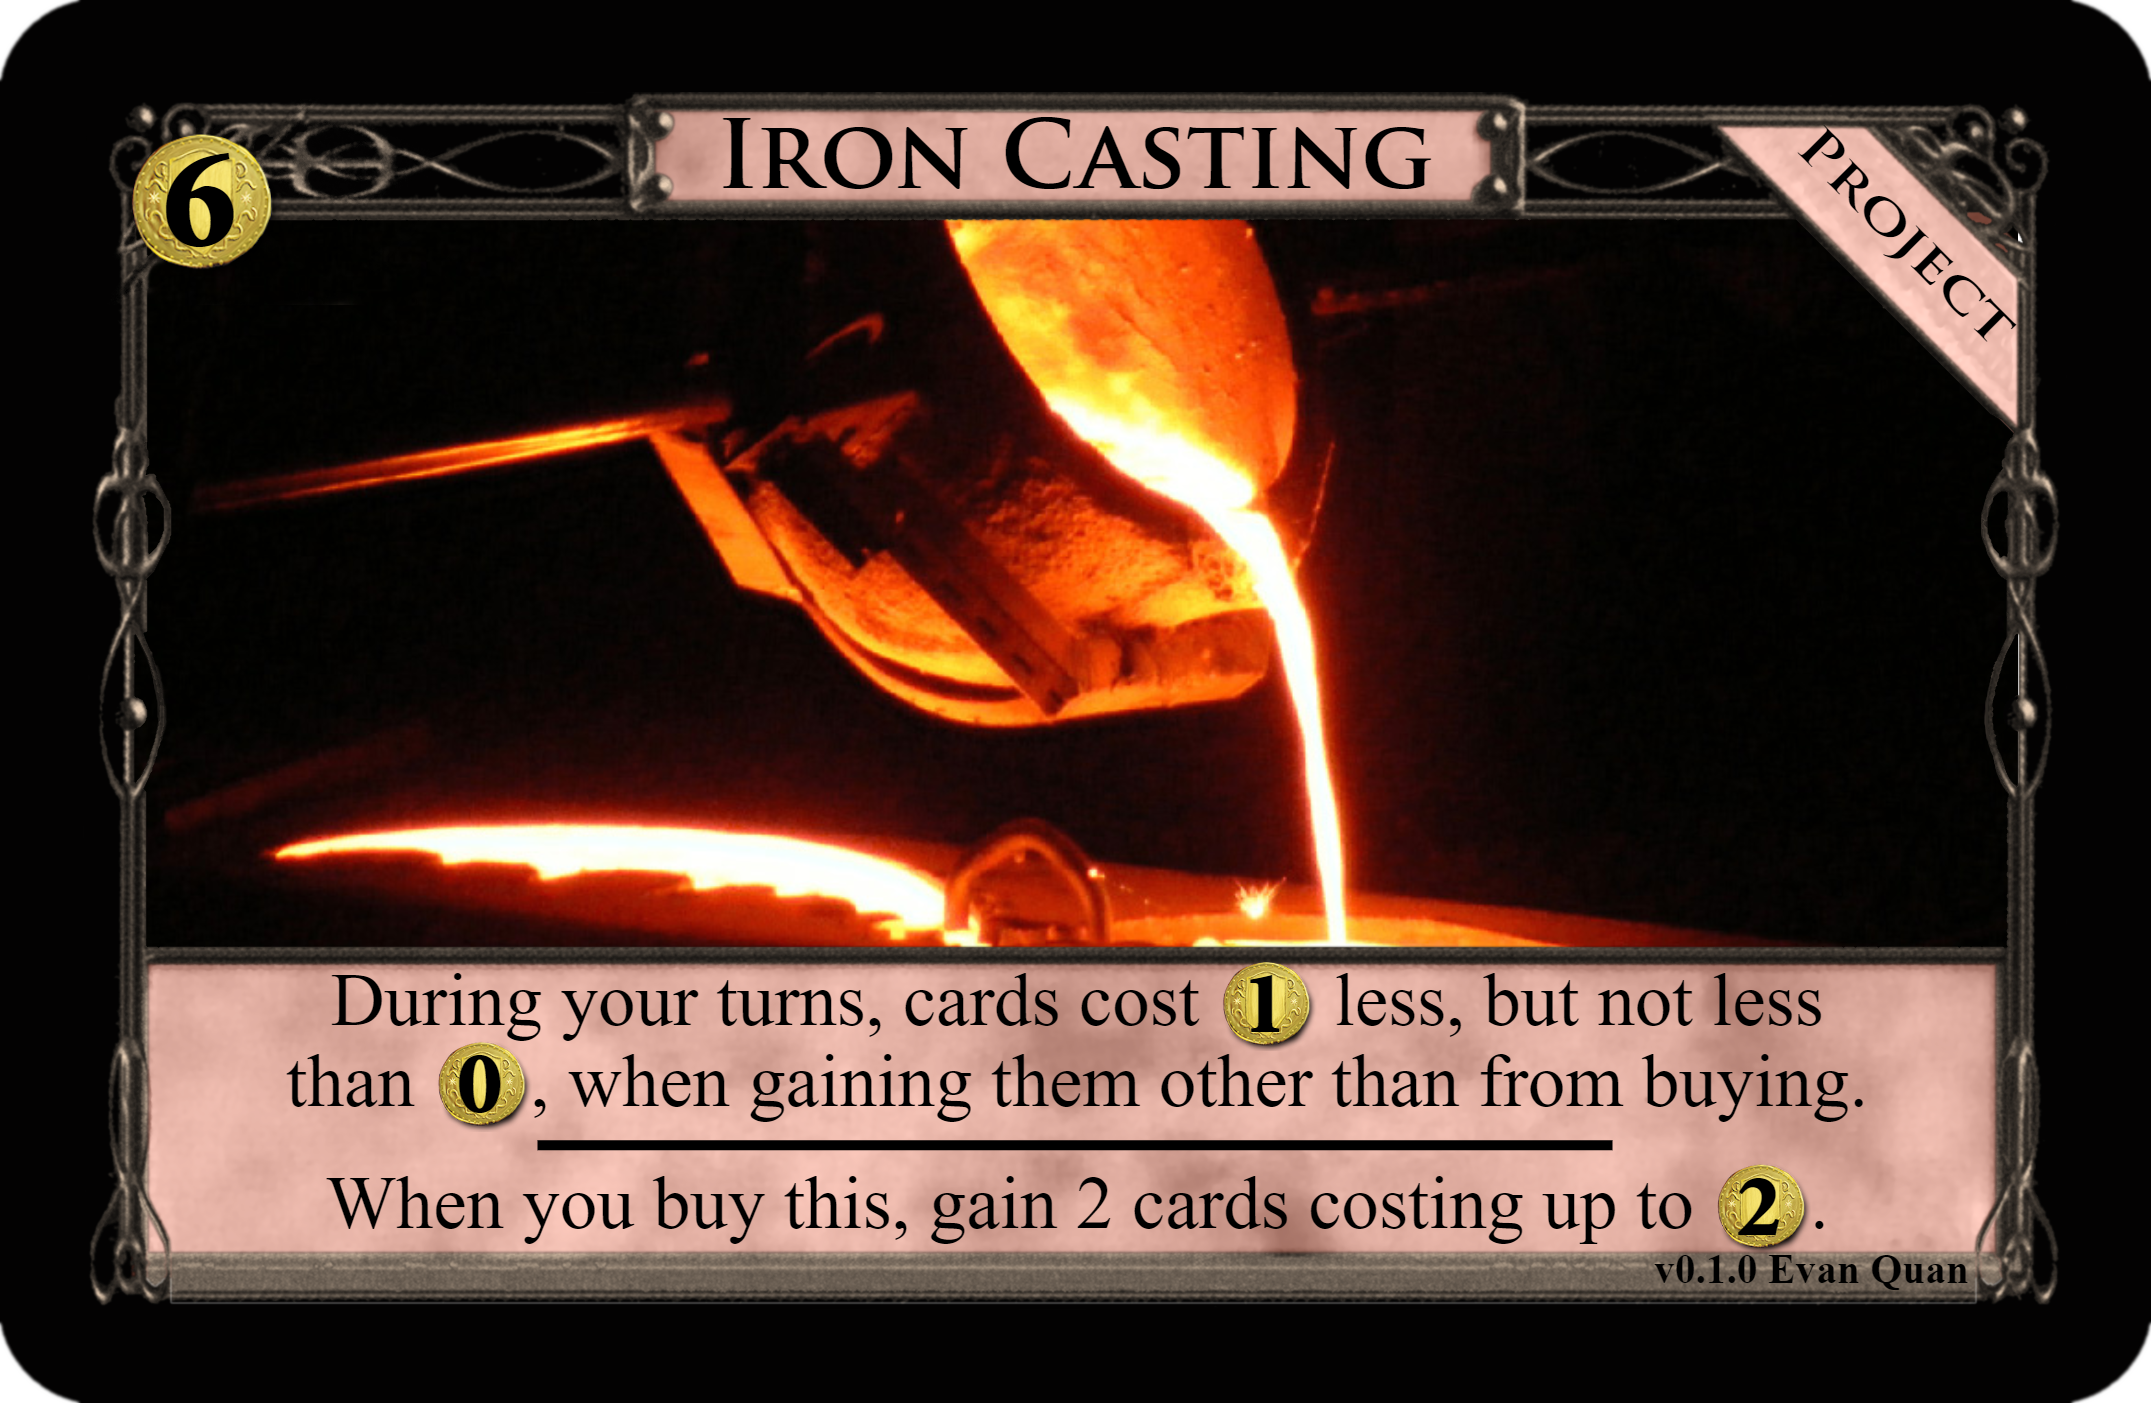 6
IRON CASTING
PROJECT
During your turns, cards cost 1 less, but not less
than 0, when gaining them other than from buying.
When you buy this, gain 2 cards costing up to 2.
v0.1.0 Evan Quan